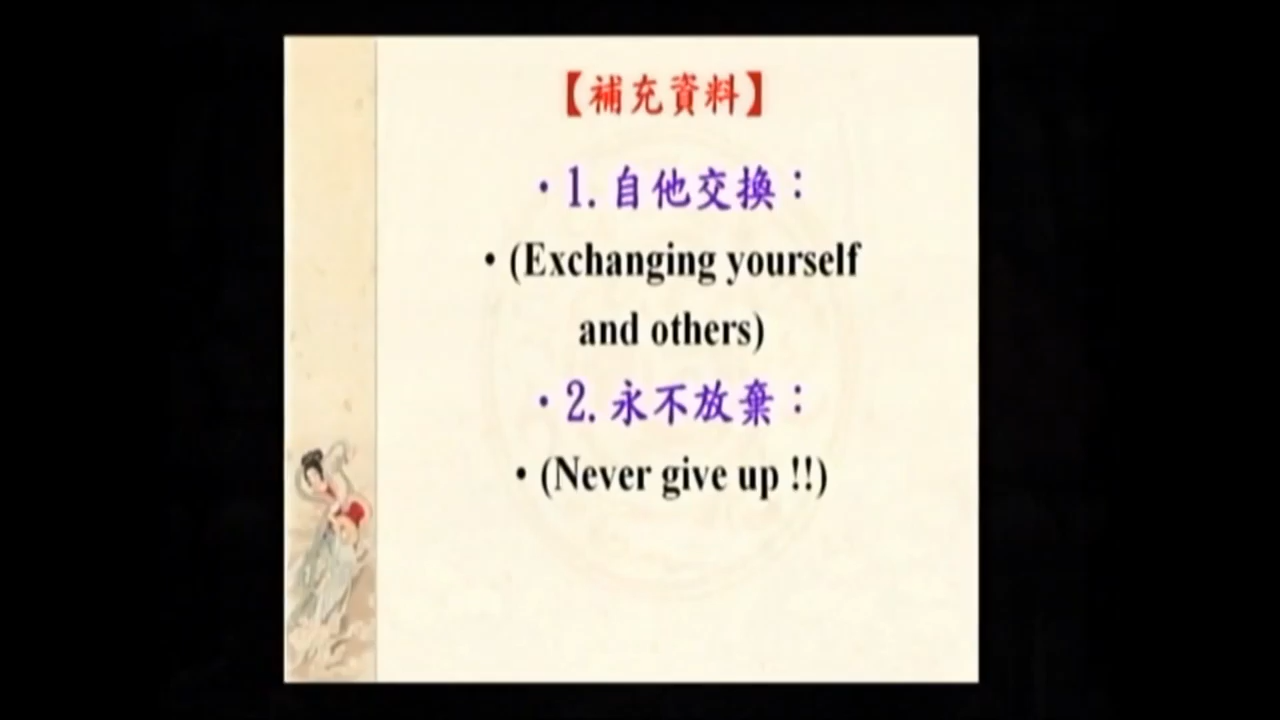 【補充資料】
• 1. 自他交換：
• (Exchanging yourself
and others)
• 2. 永不放棄：
• (Never give up !!)